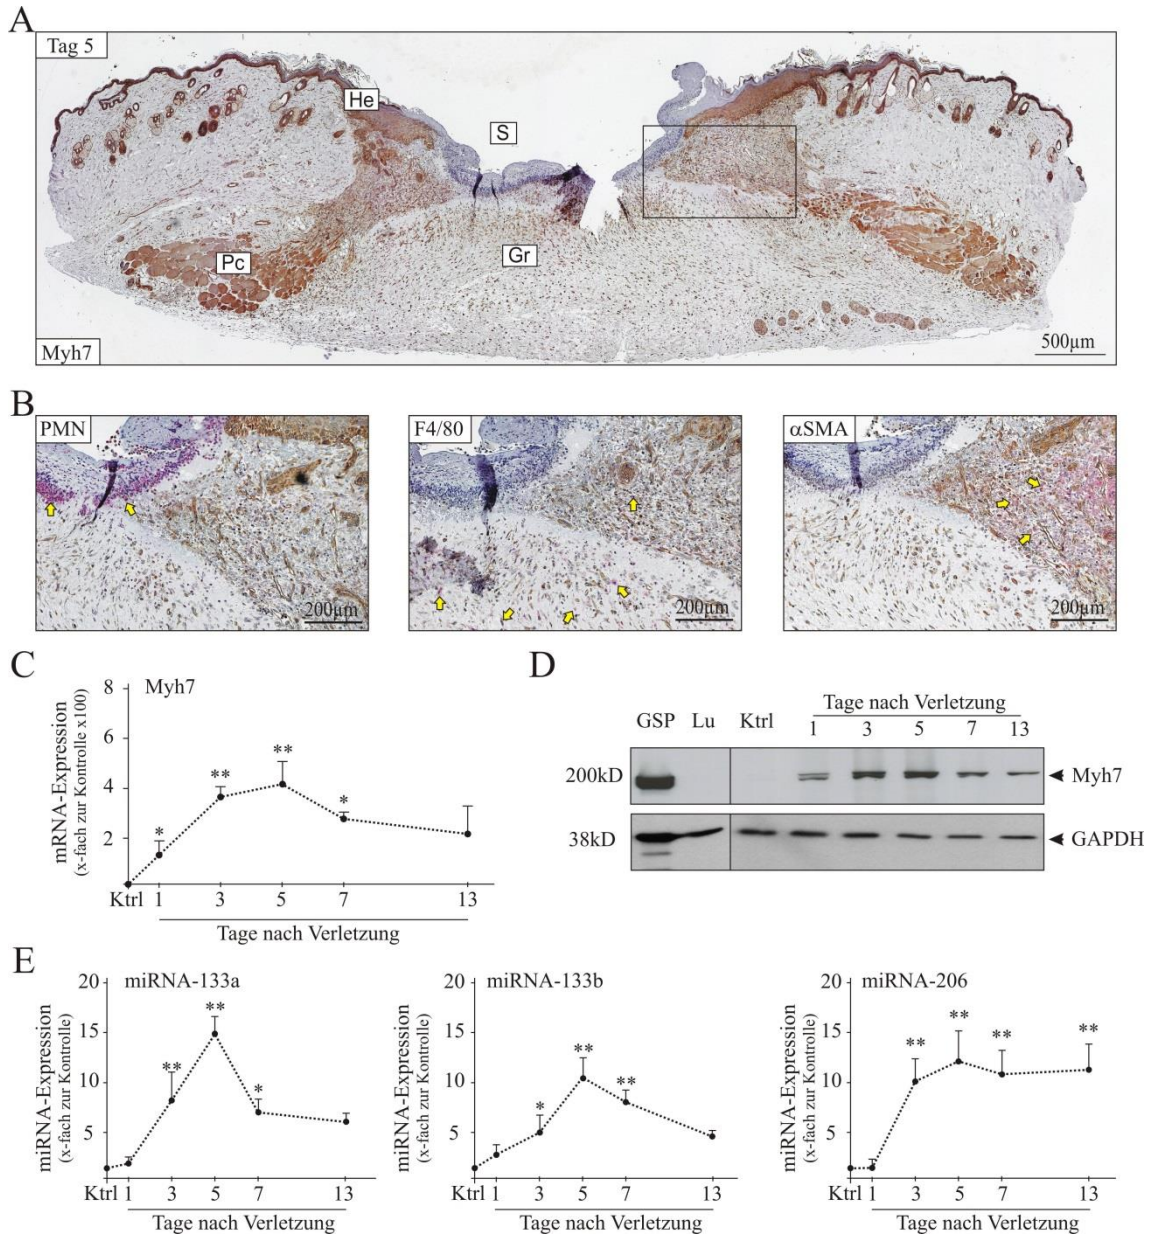 A
Tag 5
He
S
Pc
Gr
Myh7
500µm
B
PMN
200µm
F4/80
200µm
αSMA
200µm
C
Myh7
mRNA-Expression
(x-fach zur Kontrolle x100)
8
6
4
2
*
**
**
*
Ktrl 1 3 5 7 13
Tage nach Verletzung
D
Tage nach Verletzung
GSP Lu Ktrl 1 3 5 7 13
200kD
Myh7
38kD
GAPDH
E
miRNA-133a
miRNA-Expression
(x-fach zur Kontrolle)
20
15
10
5
**
**
*
Ktrl 1 3 5 7 13
Tage nach Verletzung
miRNA-133b
miRNA-Expression
(x-fach zur Kontrolle)
20
15
10
5
*
**
**
Ktrl 1 3 5 7 13
Tage nach Verletzung
miRNA-206
miRNA-Expression
(x-fach zur Kontrolle)
20
15
10
5
**
**
**
**
Ktrl 1 3 5 7 13
Tage nach Verletzung